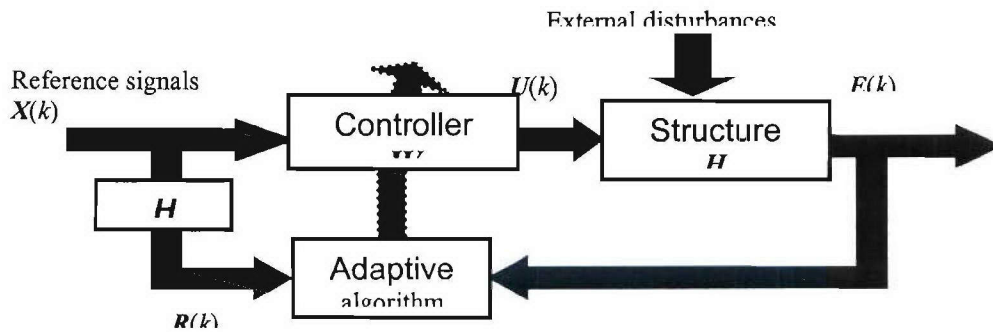 External disturbances
Reference signals
X(k)
U(k)
E(k)
Controller
W
Structure
H
H
Adaptive
algorithm
R(k)